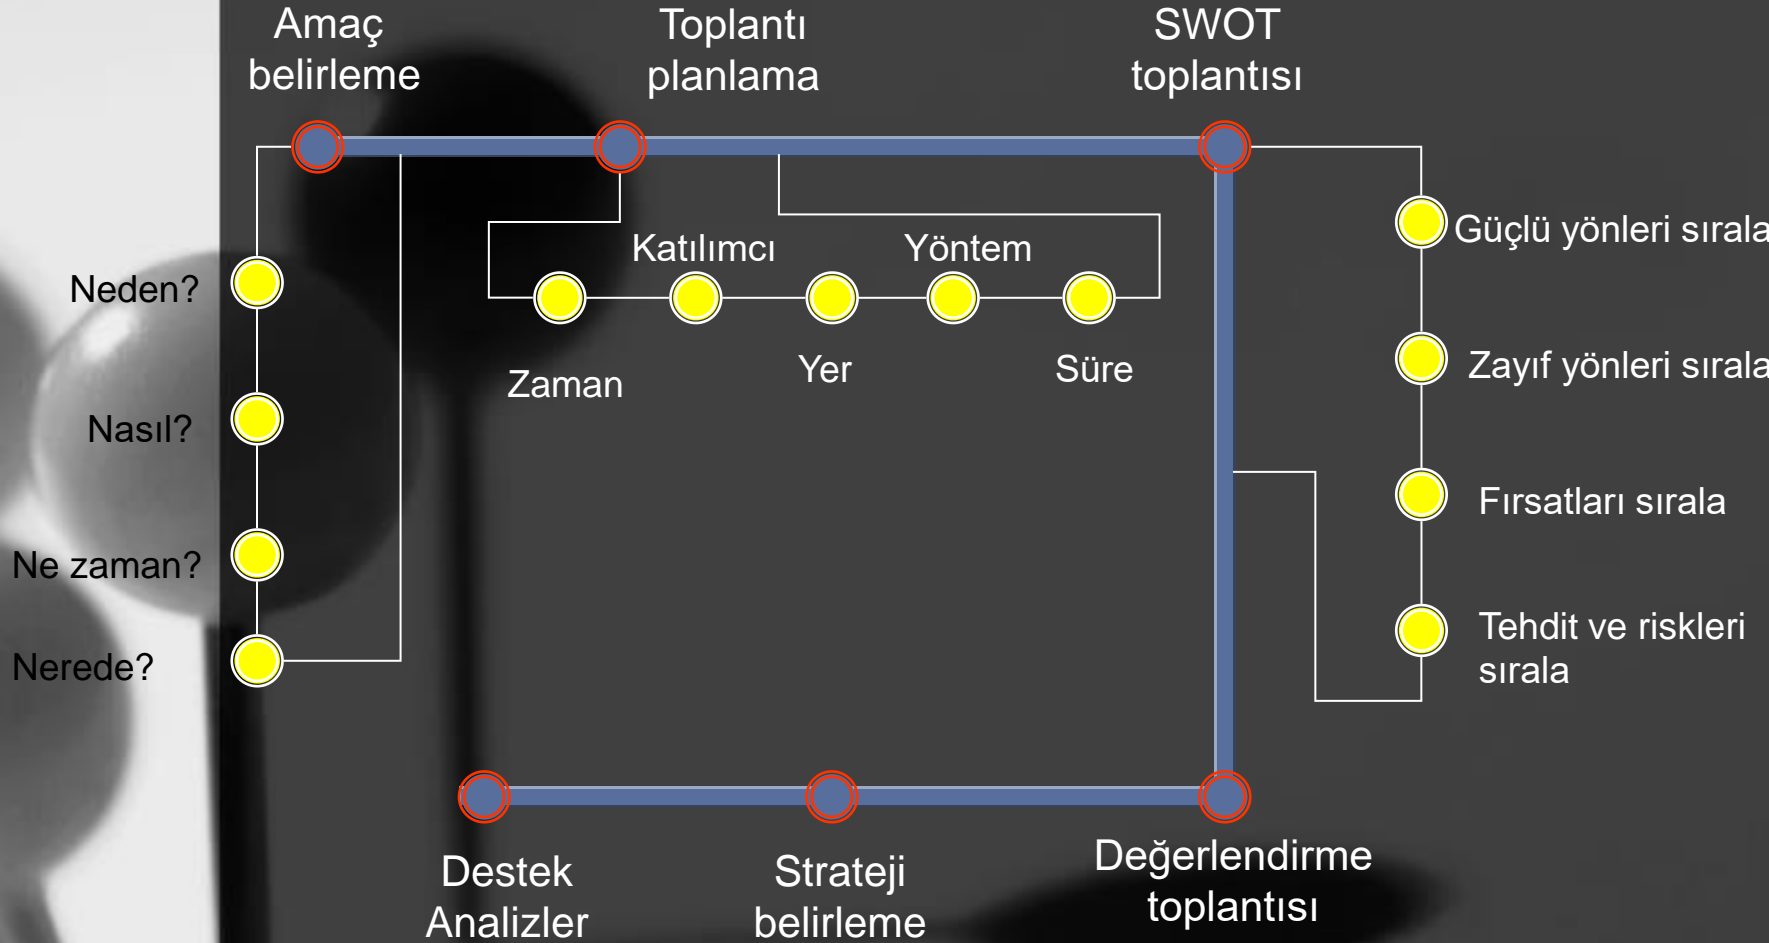 Amaç
belirleme
Toplantı
planlama
SWOT
toplantısı
Neden?
Nasıl?
Ne zaman?
Nerede?
Katılımcı
Yöntem
Zaman
Yer
Süre
Güçlü yönleri sırala
Zayıf yönleri sırala
Fırsatları sırala
Tehdit ve riskleri
sırala
Destek
Analizler
Strateji
belirleme
Değerlendirme
toplantısı